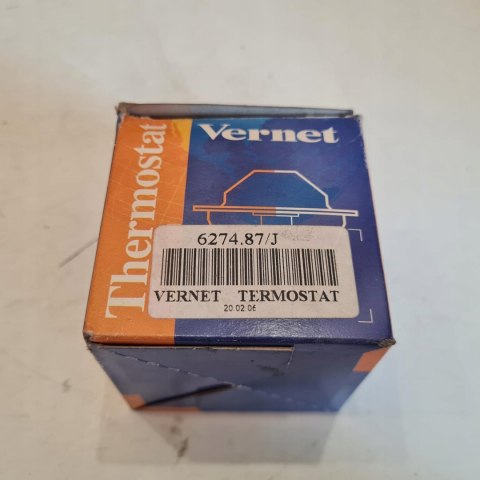 Thermostat
Vernet
6274.87/J
VERNET TERMOSTAT
20.02.06